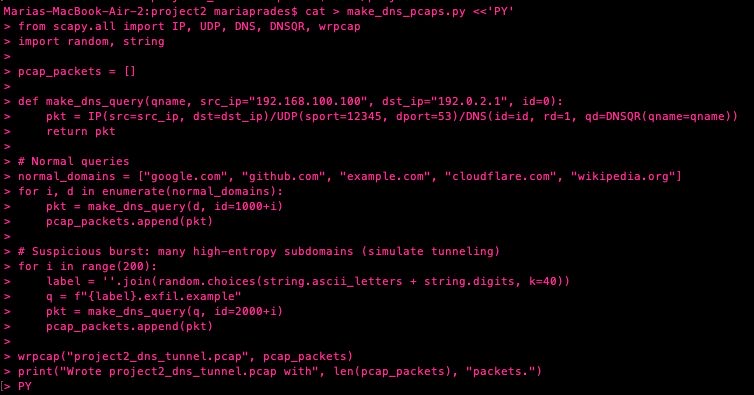 Marias-MacBook-Air-2:project2 mariaprades$ cat > make_dns_pcaps.py <<'PY'
> from scapy.all import IP, UDP, DNS, DNSQR, wrpcap
> import random, string
>
> pcap_packets = []
>
> def make_dns_query(qname, src_ip="192.168.100.100", dst_ip="192.0.2.1", id=0):
>     pkt = IP(src=src_ip, dst=dst_ip)/UDP(sport=12345, dport=53)/DNS(id=id, rd=1, qd=DNSQR(qname=qname))
>     return pkt
>
> # Normal queries
> normal_domains = ["google.com", "github.com", "example.com", "cloudflare.com", "wikipedia.org"]
> for i, d in enumerate(normal_domains):
>     pkt = make_dns_query(d, id=1000+i)
>     pcap_packets.append(pkt)
>
> # Suspicious burst: many high-entropy subdomains (simulate tunneling)
> for i in range(200):
>     label = ''.join(random.choices(string.ascii_letters + string.digits, k=40))
>     q = f"{label}.exfil.example"
>     pkt = make_dns_query(q, id=2000+i)
>     pcap_packets.append(pkt)
>
> wrpcap("project2_dns_tunnel.pcap", pcap_packets)
> print("Wrote project2_dns_tunnel.pcap with", len(pcap_packets), "packets.")
[> PY